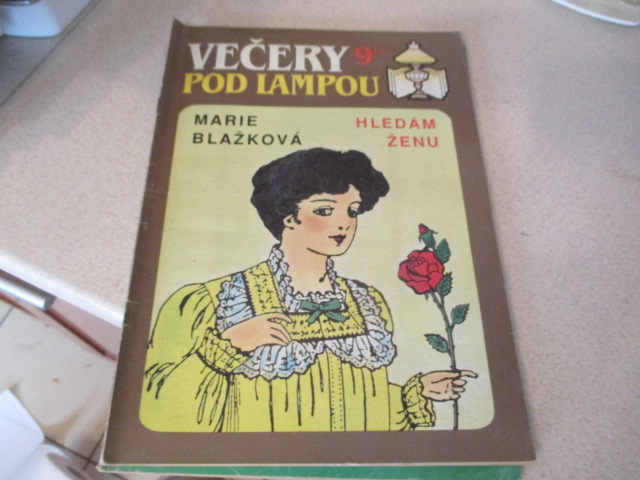 VEČERY 9
POD LAMPOU
MARIE
BLAŽKOVÁ
HLEDÁM
ŽENU